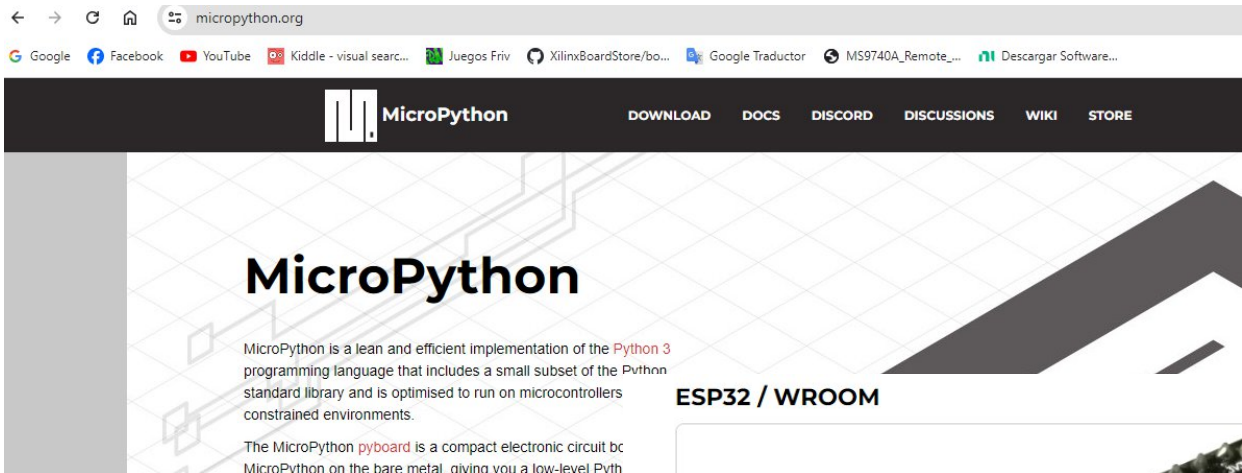 micropython.org
Google Facebook YouTube Kiddle - visual searc... Juegos Friv XilinxBoardStore/bo... Google Traductor MS9740A_Remote_... Descargar Software...
MicroPython DOWNLOAD DOCS DISCORD DISCUSSIONS WIKI STORE
MicroPython
MicroPython is a lean and efficient implementation of the Python 3
programming language that includes a small subset of the Python
standard library and is optimised to run on microcontrollers
constrained environments.
The MicroPython pyboard is a compact electronic circuit bo
MicroPython on the bare metal, giving you a low-level Pyth
ESP32 / WROOM